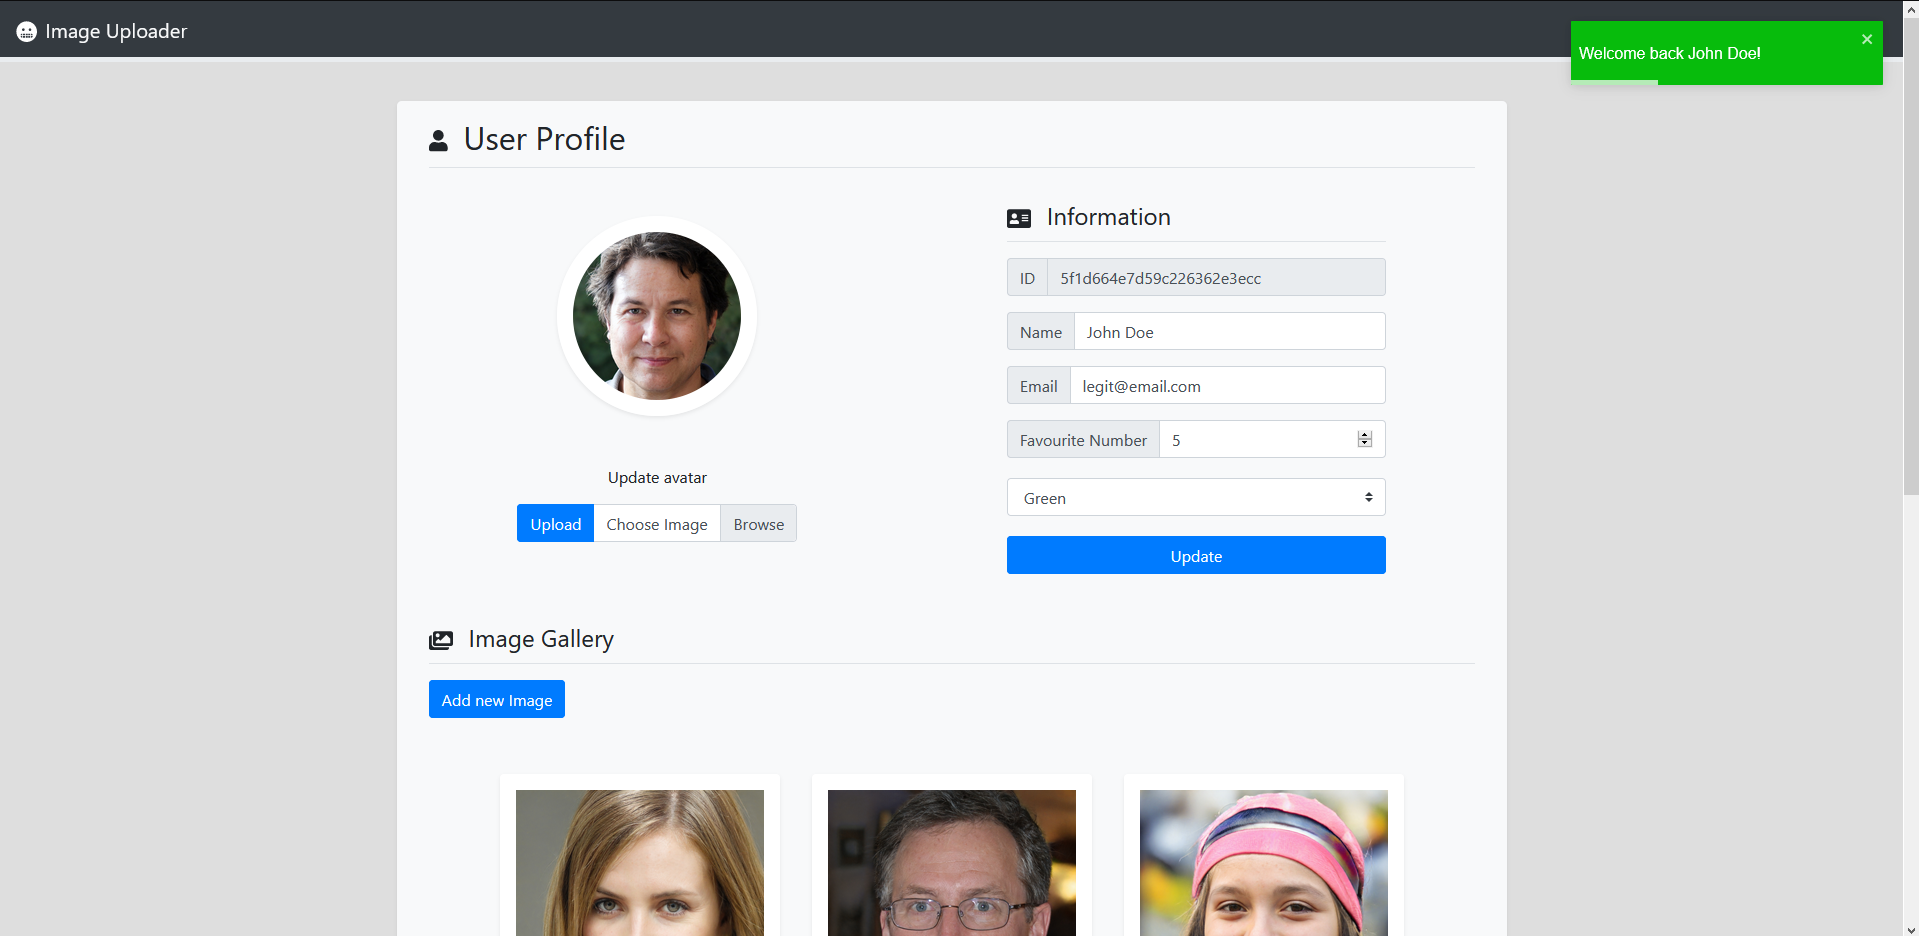 Image Uploader
Welcome back John Doe!
User Profile
Update avatar
Upload Choose Image Browse
Information
ID 5f1d664e7d59c226362e3ecc
Name John Doe
Email legit@email.com
Favourite Number 5
Green
Update
Image Gallery
Add new Image